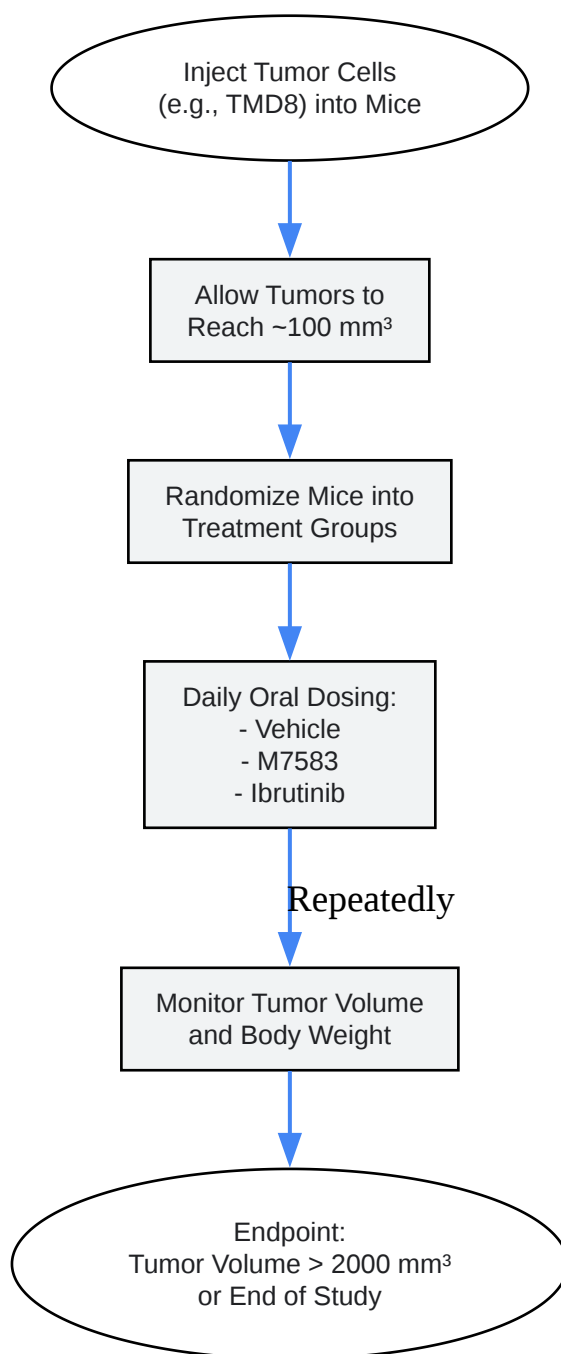 Inject Tumor Cells
(e.g., TMD8) into Mice
Allow Tumors to
Reach ~100 mm³
Randomize Mice into
Treatment Groups
Daily Oral Dosing:
- Vehicle
- M7583
- Ibrutinib
Repeatedly
Monitor Tumor Volume
and Body Weight
Endpoint:
Tumor Volume > 2000 mm³
or End of Study